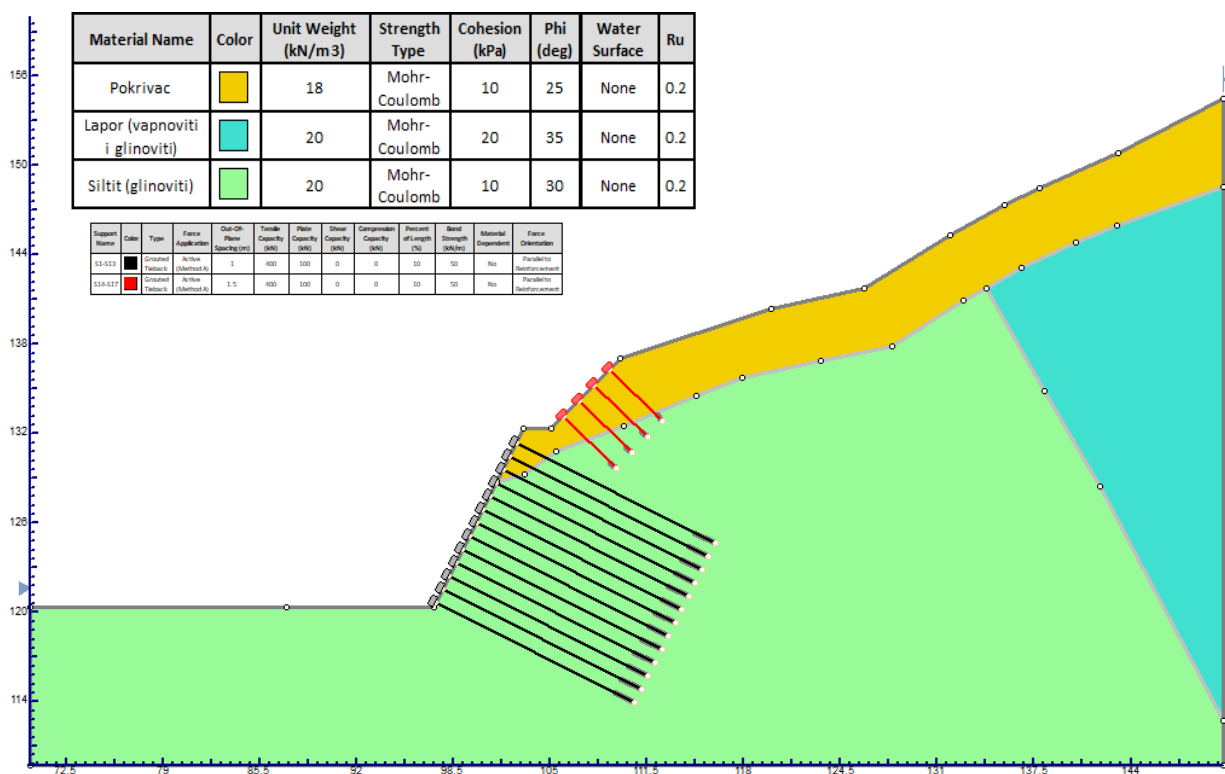 Material Name Color Unit Weight (kN/m3) Strength Type Cohesion (kPa) Phi (deg) Water Surface Ru
Pokrivac 18 Mohr-Coulomb 10 25 None 0.2
Lapor (vapnoviti i glinoviti) 20 Mohr-Coulomb 20 35 None 0.2
Siltit (glinoviti) 20 Mohr-Coulomb 10 30 None 0.2
Support Name Color Type Force Application Out-Of-Plane Spacing (m) Tensile Capacity (kN) Plate Capacity (kN) Shear Capacity (kN) Compression Capacity (kN) Percent of Length (%) Bond Strength (kN/m) Material Dependent Force Orientation
S1-S13 Grouted Tieback Active (Method A) 1 400 100 0 0 10 50 No Parallel to Reinforcement
S14-S17 Grouted Tieback Active (Method A) 1.5 400 100 0 0 10 50 No Parallel to Reinforcement
156
150
144
138
132
126
120
114
72.5 79 85.5 92 98.5 105 111.5 118 124.5 131 137.5 144